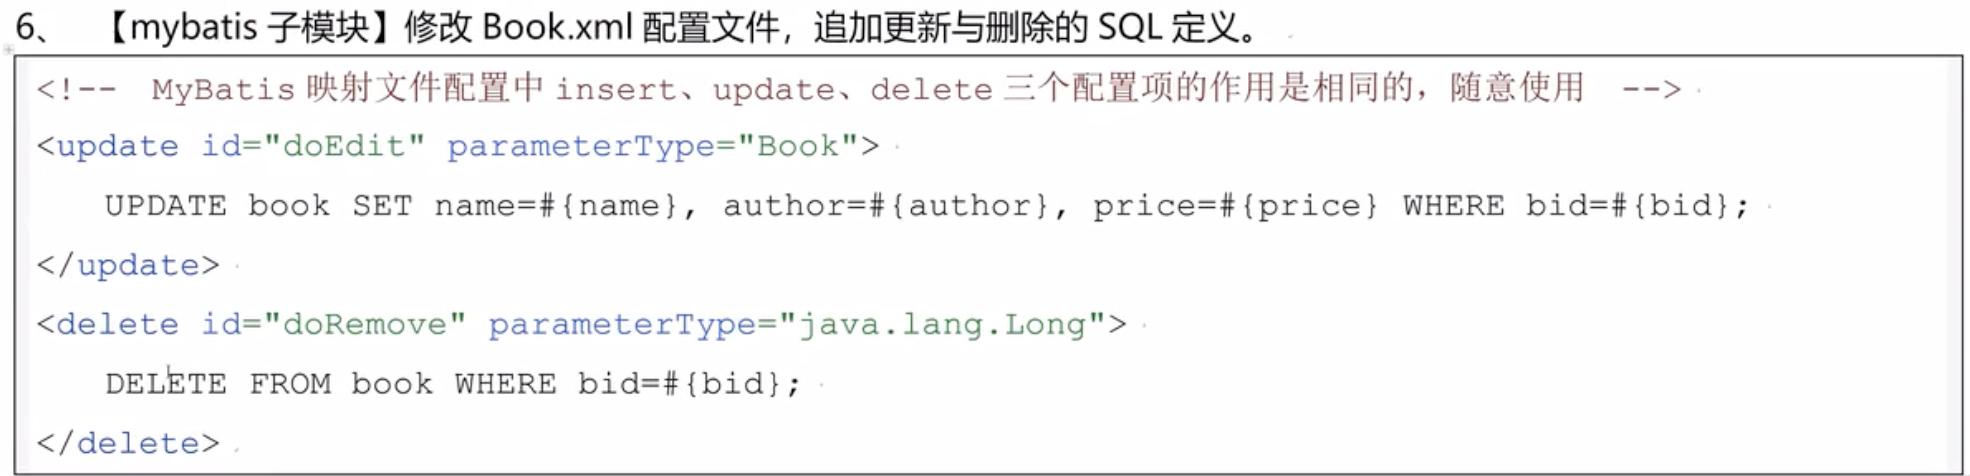 6、 【mybatis 子模块】修改 Book.xml 配置文件，追加更新与删除的 SQL 定义。
<!-- MyBatis 映射文件配置中 insert、update、delete 三个配置项的作用是相同的，随意使用 -->
<update id="doEdit" parameterType="Book">
UPDATE book SET name=#{name}, author=#{author}, price=#{price} WHERE bid=#{bid};
</update>
<delete id="doRemove" parameterType="java.lang.Long">
DELETE FROM book WHERE bid=#{bid};
</delete>